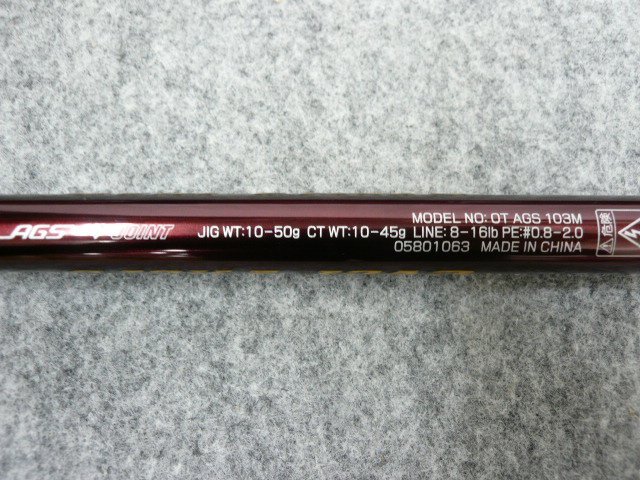 MODEL NO: OT AGS 103M
AGS JOINT JIG WT:10-50g CT WT:10-45g LINE: 8-16lb PE:#0.8-2.0
05801063 MADE IN CHINA
危険